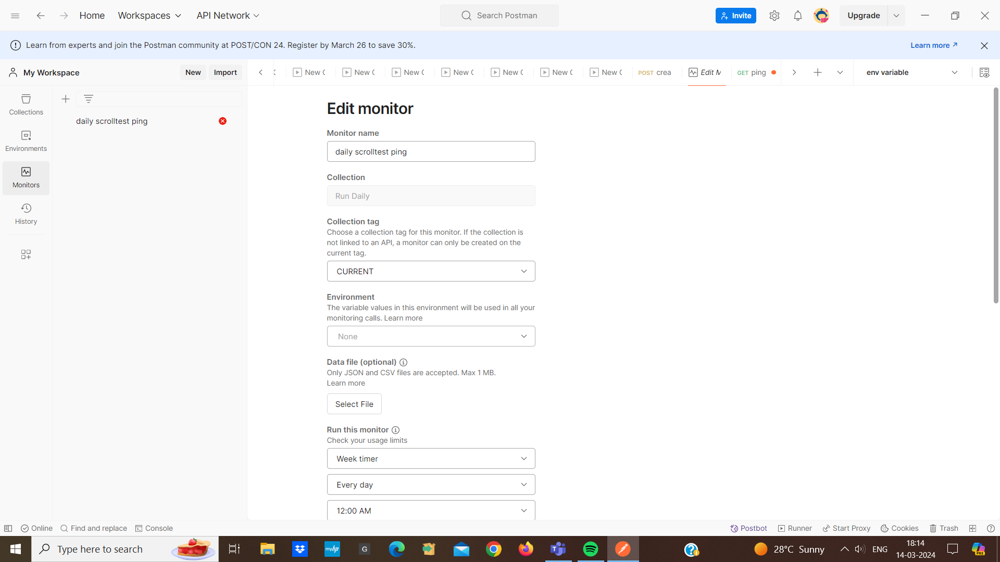 Home Workspaces API Network Search Postman Invite Upgrade
Learn from experts and join the Postman community at POST/CON 24. Register by March 26 to save 30%. Learn more
My Workspace New Import New New New New New New New POST crea Edit GET ping env variable
Collections
Environments
Monitors
History
daily scrolltest ping
Edit monitor
Monitor name
daily scrolltest ping
Collection
Run Daily
Collection tag
Choose a collection tag for this monitor. If the collection is
not linked to an API, a monitor can only be created on the
current tag.
CURRENT
Environment
The variable values in this environment will be used in all your
monitoring calls. Learn more
None
Data file (optional)
Only JSON and CSV files are accepted. Max 1 MB.
Learn more
Select File
Run this monitor
Check your usage limits
Week timer
Every day
12:00 AM
Online Find and replace Console Postbot Runner Start Proxy Cookies Trash
Type here to search myhp G 28°C Sunny ENG 18:14
14-03-2024
PRE